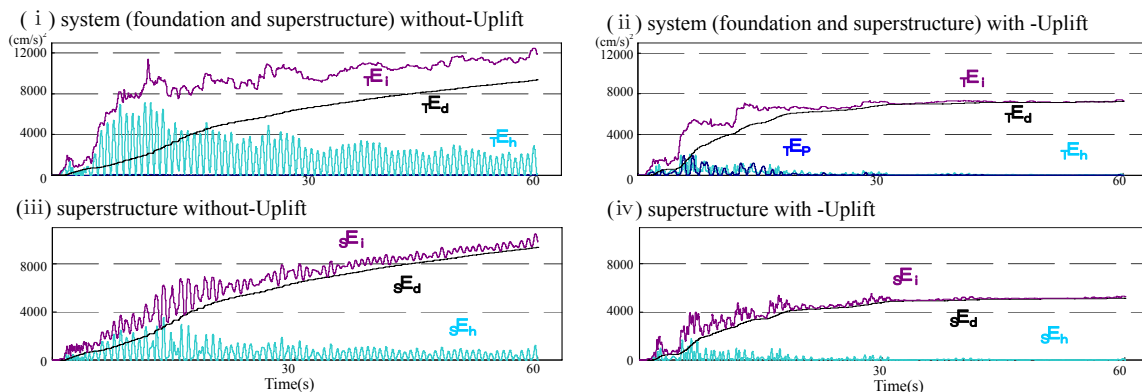 (i) system (foundation and superstructure) without-Uplift
(cm/s)²
12000
8000
4000
0
TEi
TEd
TEh
30
60
(ii) system (foundation and superstructure) with -Uplift
(cm/s)²
12000
8000
4000
0
TEi
TEd
TEP
TEh
30
60
(iii) superstructure without-Uplift
8000
4000
0
SEi
SEd
SEh
30
60
Time(s)
(iv) superstructure with -Uplift
8000
4000
0
SEi
SEd
SEh
30
60
Time(s)